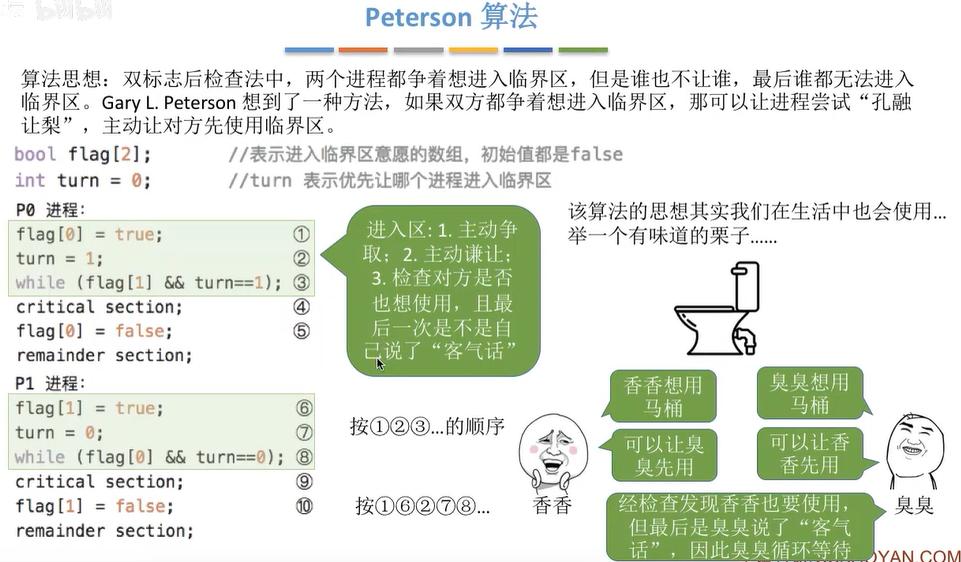 bilibili
Peterson 算法
算法思想：双标志后检查法中，两个进程都争着想进入临界区，但是谁也不让谁，最后谁都无法进入
临界区。Gary L. Peterson 想到了一种方法，如果双方都争着想进入临界区，那可以让进程尝试“孔融
让梨”，主动让对方先使用临界区。
bool flag[2]; //表示进入临界区意愿的数组，初始值都是false
int turn = 0; //turn 表示优先让哪个进程进入临界区
P0 进程：
flag[0] = true; ①
turn = 1; ②
while (flag[1] && turn==1); ③
critical section; ④
flag[0] = false; ⑤
remainder section;
P1 进程：
flag[1] = true; ⑥
turn = 0; ⑦
while (flag[0] && turn==0); ⑧
critical section; ⑨
flag[1] = false; ⑩
remainder section;
进入区: 1. 主动争
取；2. 主动谦让；
3. 检查对方是否
也想使用，且最
后一次是不是自
己说了“客气话”
该算法的思想其实我们在生活中也会使用...
举一个有味道的栗子......
按①②③...的顺序
按①⑥②⑦⑧...
香香想用
马桶
可以让臭
臭先用
臭臭想用
马桶
可以让香
香先用
经检查发现香香也要使用，
但最后是臭臭说了“客气
话”，因此臭臭循环等待
香香
臭臭